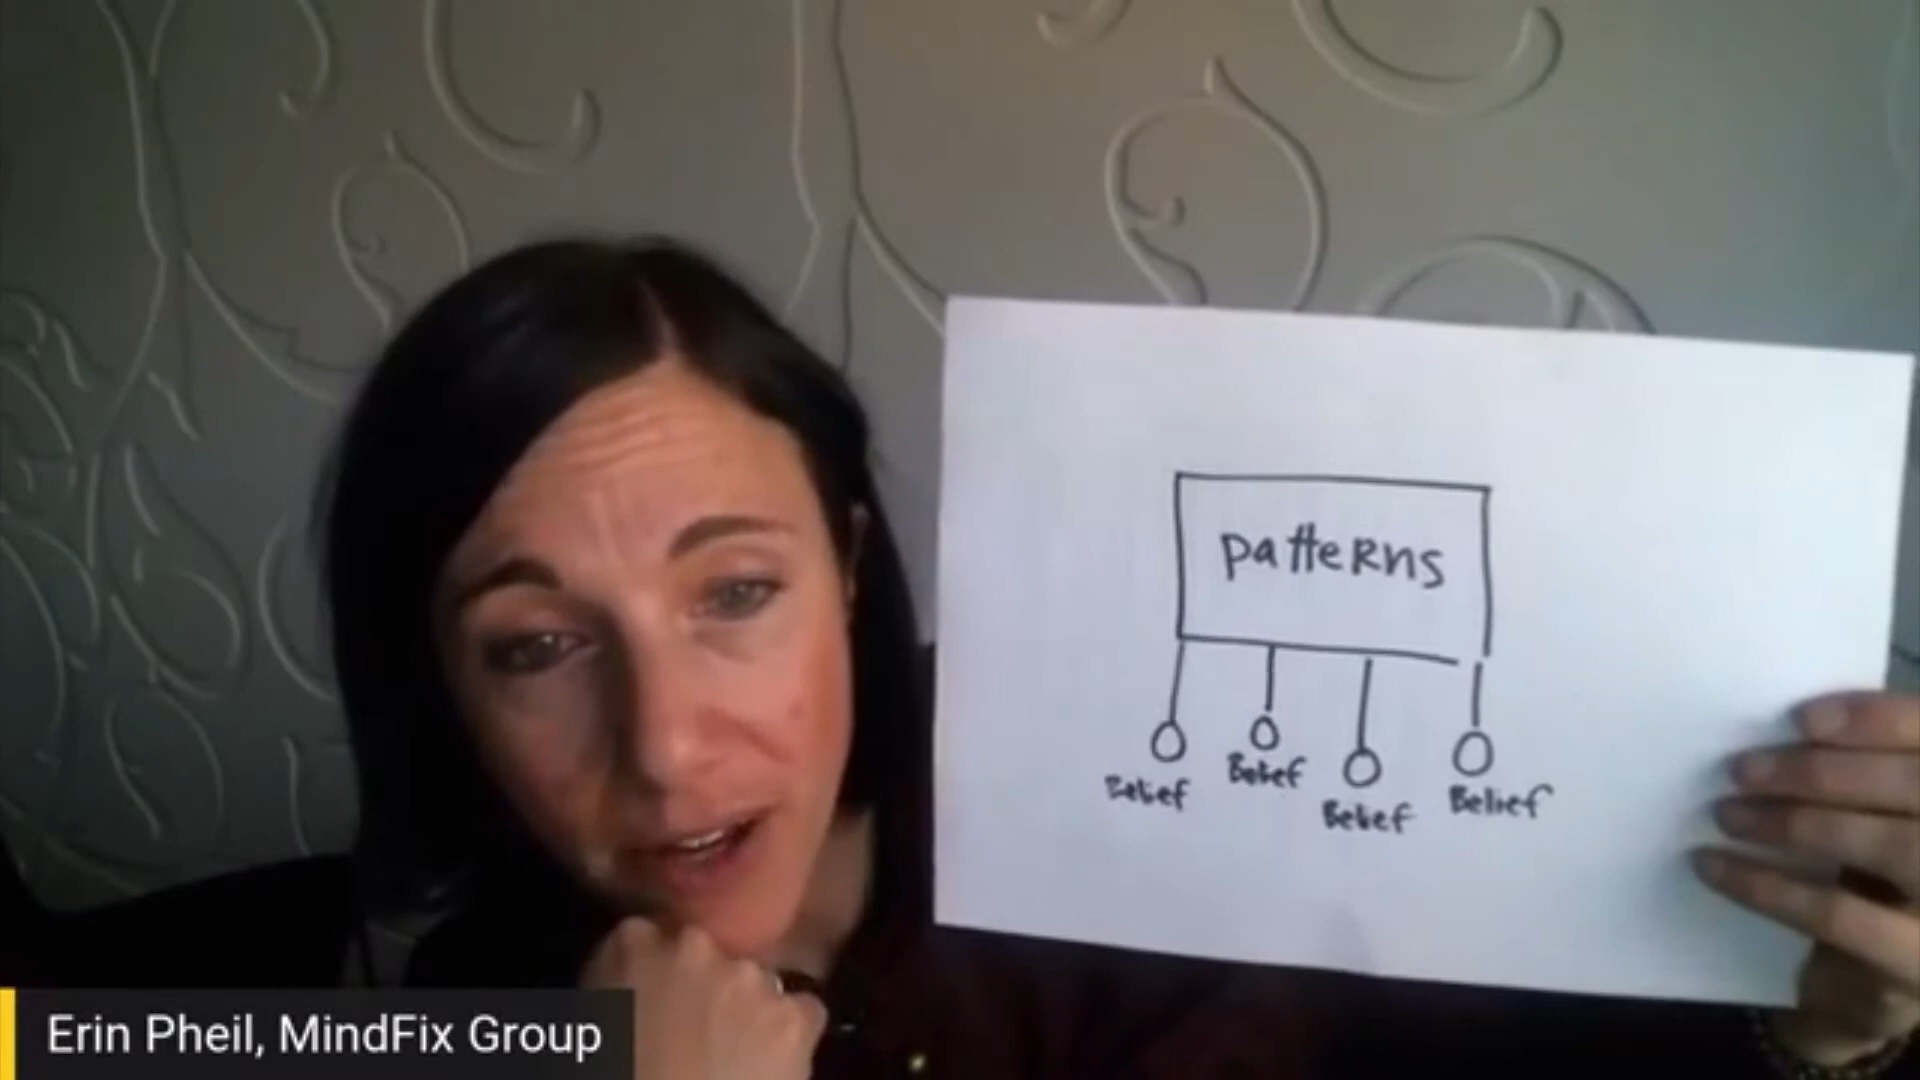 patterns
Belief
Belief
Belief
Belief
Erin Pheil, MindFix Group